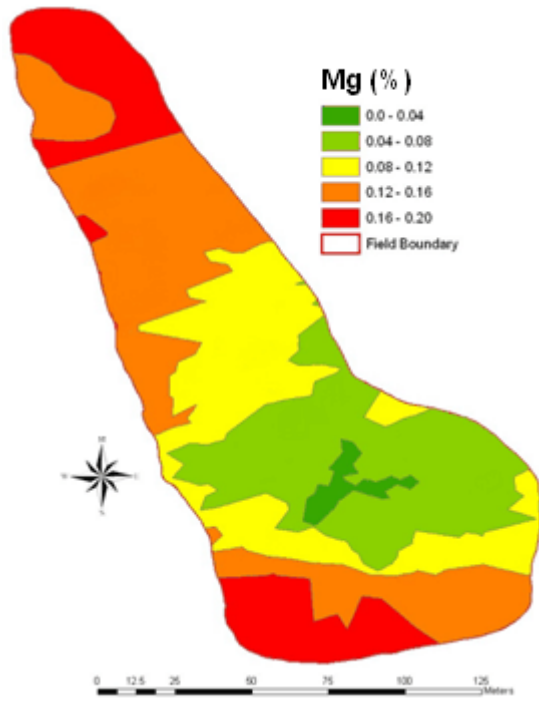 Mg (%)
0.0 - 0.04
0.04 - 0.08
0.08 - 0.12
0.12 - 0.16
0.16 - 0.20
Field Boundary
N
W E
S
0 12.5 25 50 75 100 125
Meters